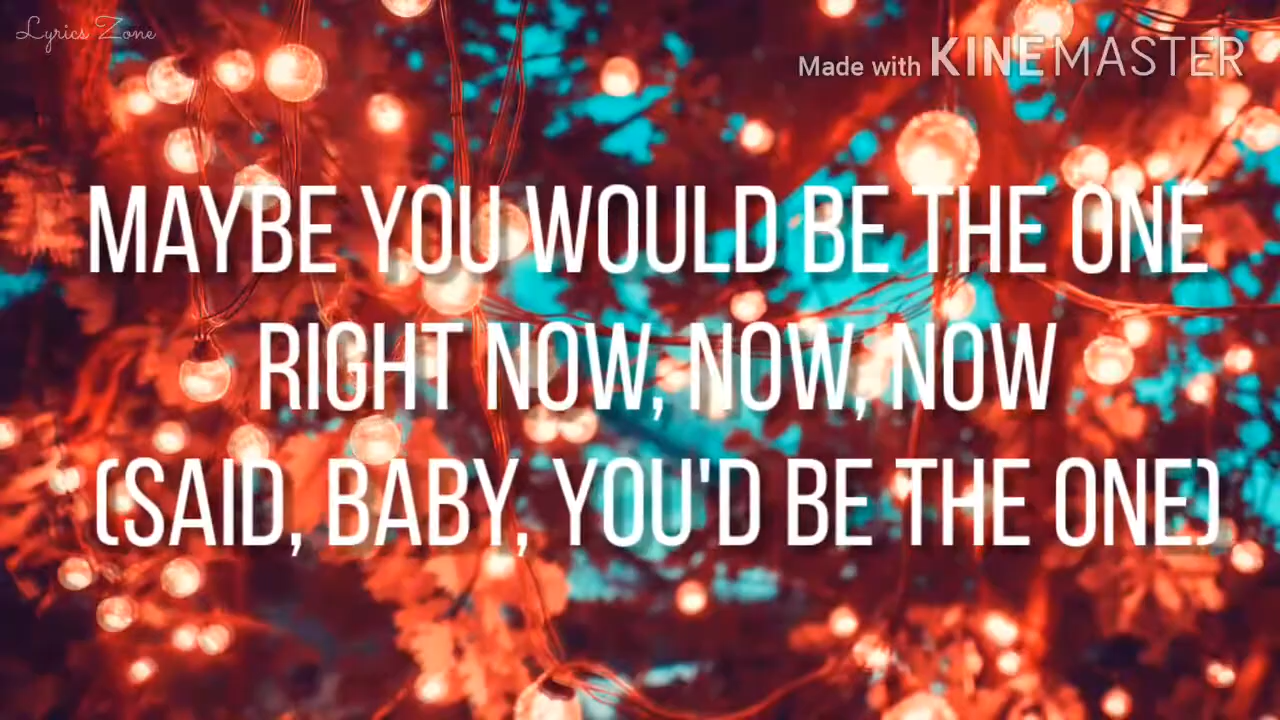 Lyrics Zone
Made with KINEMASTER
MAYBE YOU WOULD BE THE ONE
RIGHT NOW, NOW, NOW
(SAID, BABY, YOU'D BE THE ONE)